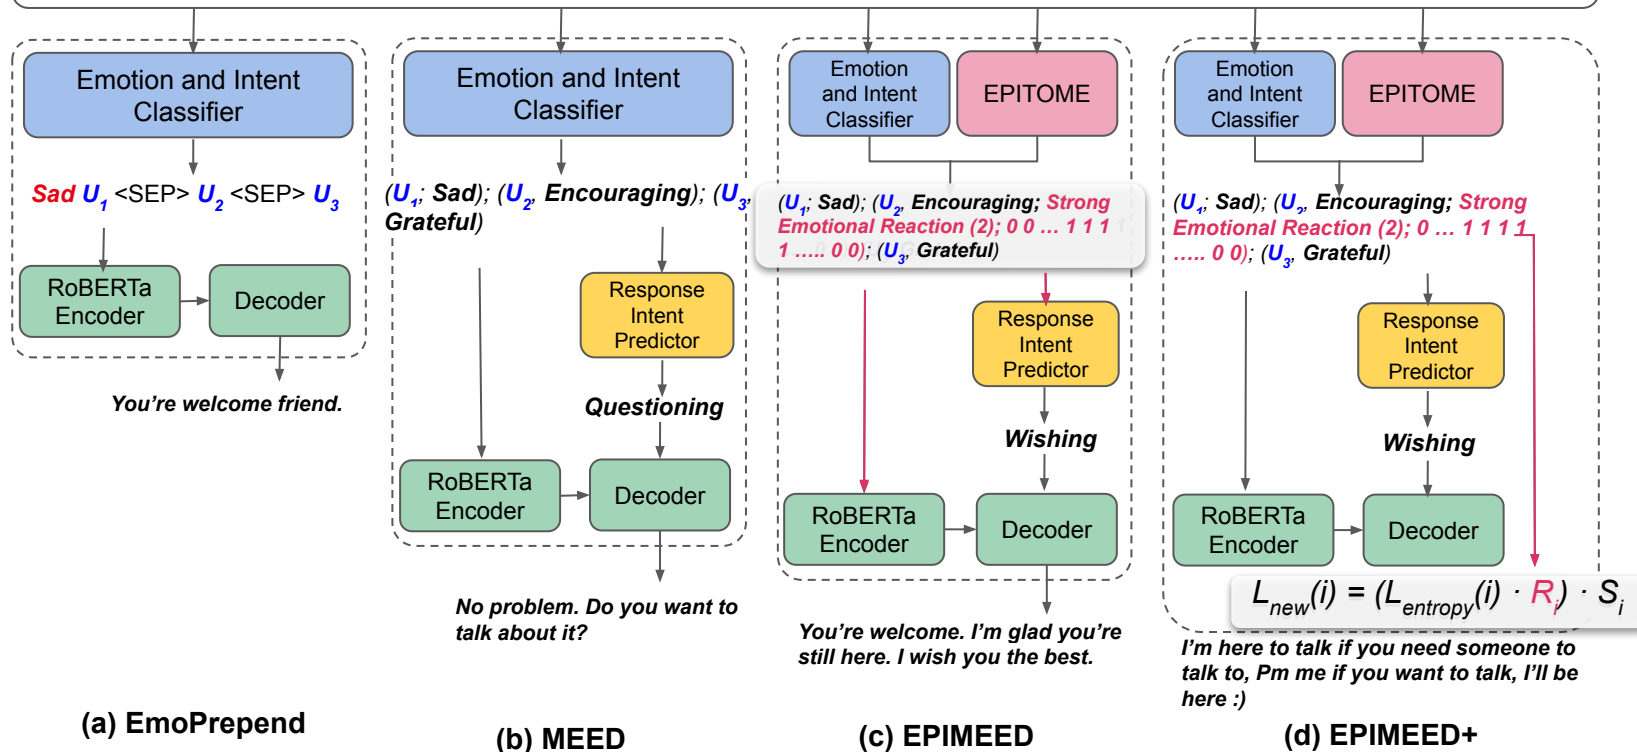 Emotion and Intent
Classifier
Sad U1 <SEP> U2 <SEP> U3
RoBERTa
Encoder
Decoder
You're welcome friend.
(a) EmoPrepend
Emotion and Intent
Classifier
(U1; Sad); (U2, Encouraging); (U3,
Grateful)
Response
Intent
Predictor
Questioning
RoBERTa
Encoder
Decoder
No problem. Do you want to
talk about it?
(b) MEED
Emotion
and Intent
Classifier
EPITOME
(U1; Sad); (U2, Encouraging; Strong
Emotional Reaction (2); 0 0 ... 1 1 1 1
1 ..... 0 0); (U3, Grateful)
Response
Intent
Predictor
Wishing
RoBERTa
Encoder
Decoder
You're welcome. I'm glad you're
still here. I wish you the best.
(c) EPIMEED
Emotion
and Intent
Classifier
EPITOME
(U1; Sad); (U2, Encouraging; Strong
Emotional Reaction (2); 0 ... 1 1 1 1
..... 0 0); (U3, Grateful)
Response
Intent
Predictor
Wishing
RoBERTa
Encoder
Decoder
Lnew(i) = (Lentropy(i) · Ri) · Si
I'm here to talk if you need someone to
talk to, Pm me if you want to talk, I'll be
here :)
(d) EPIMEED+